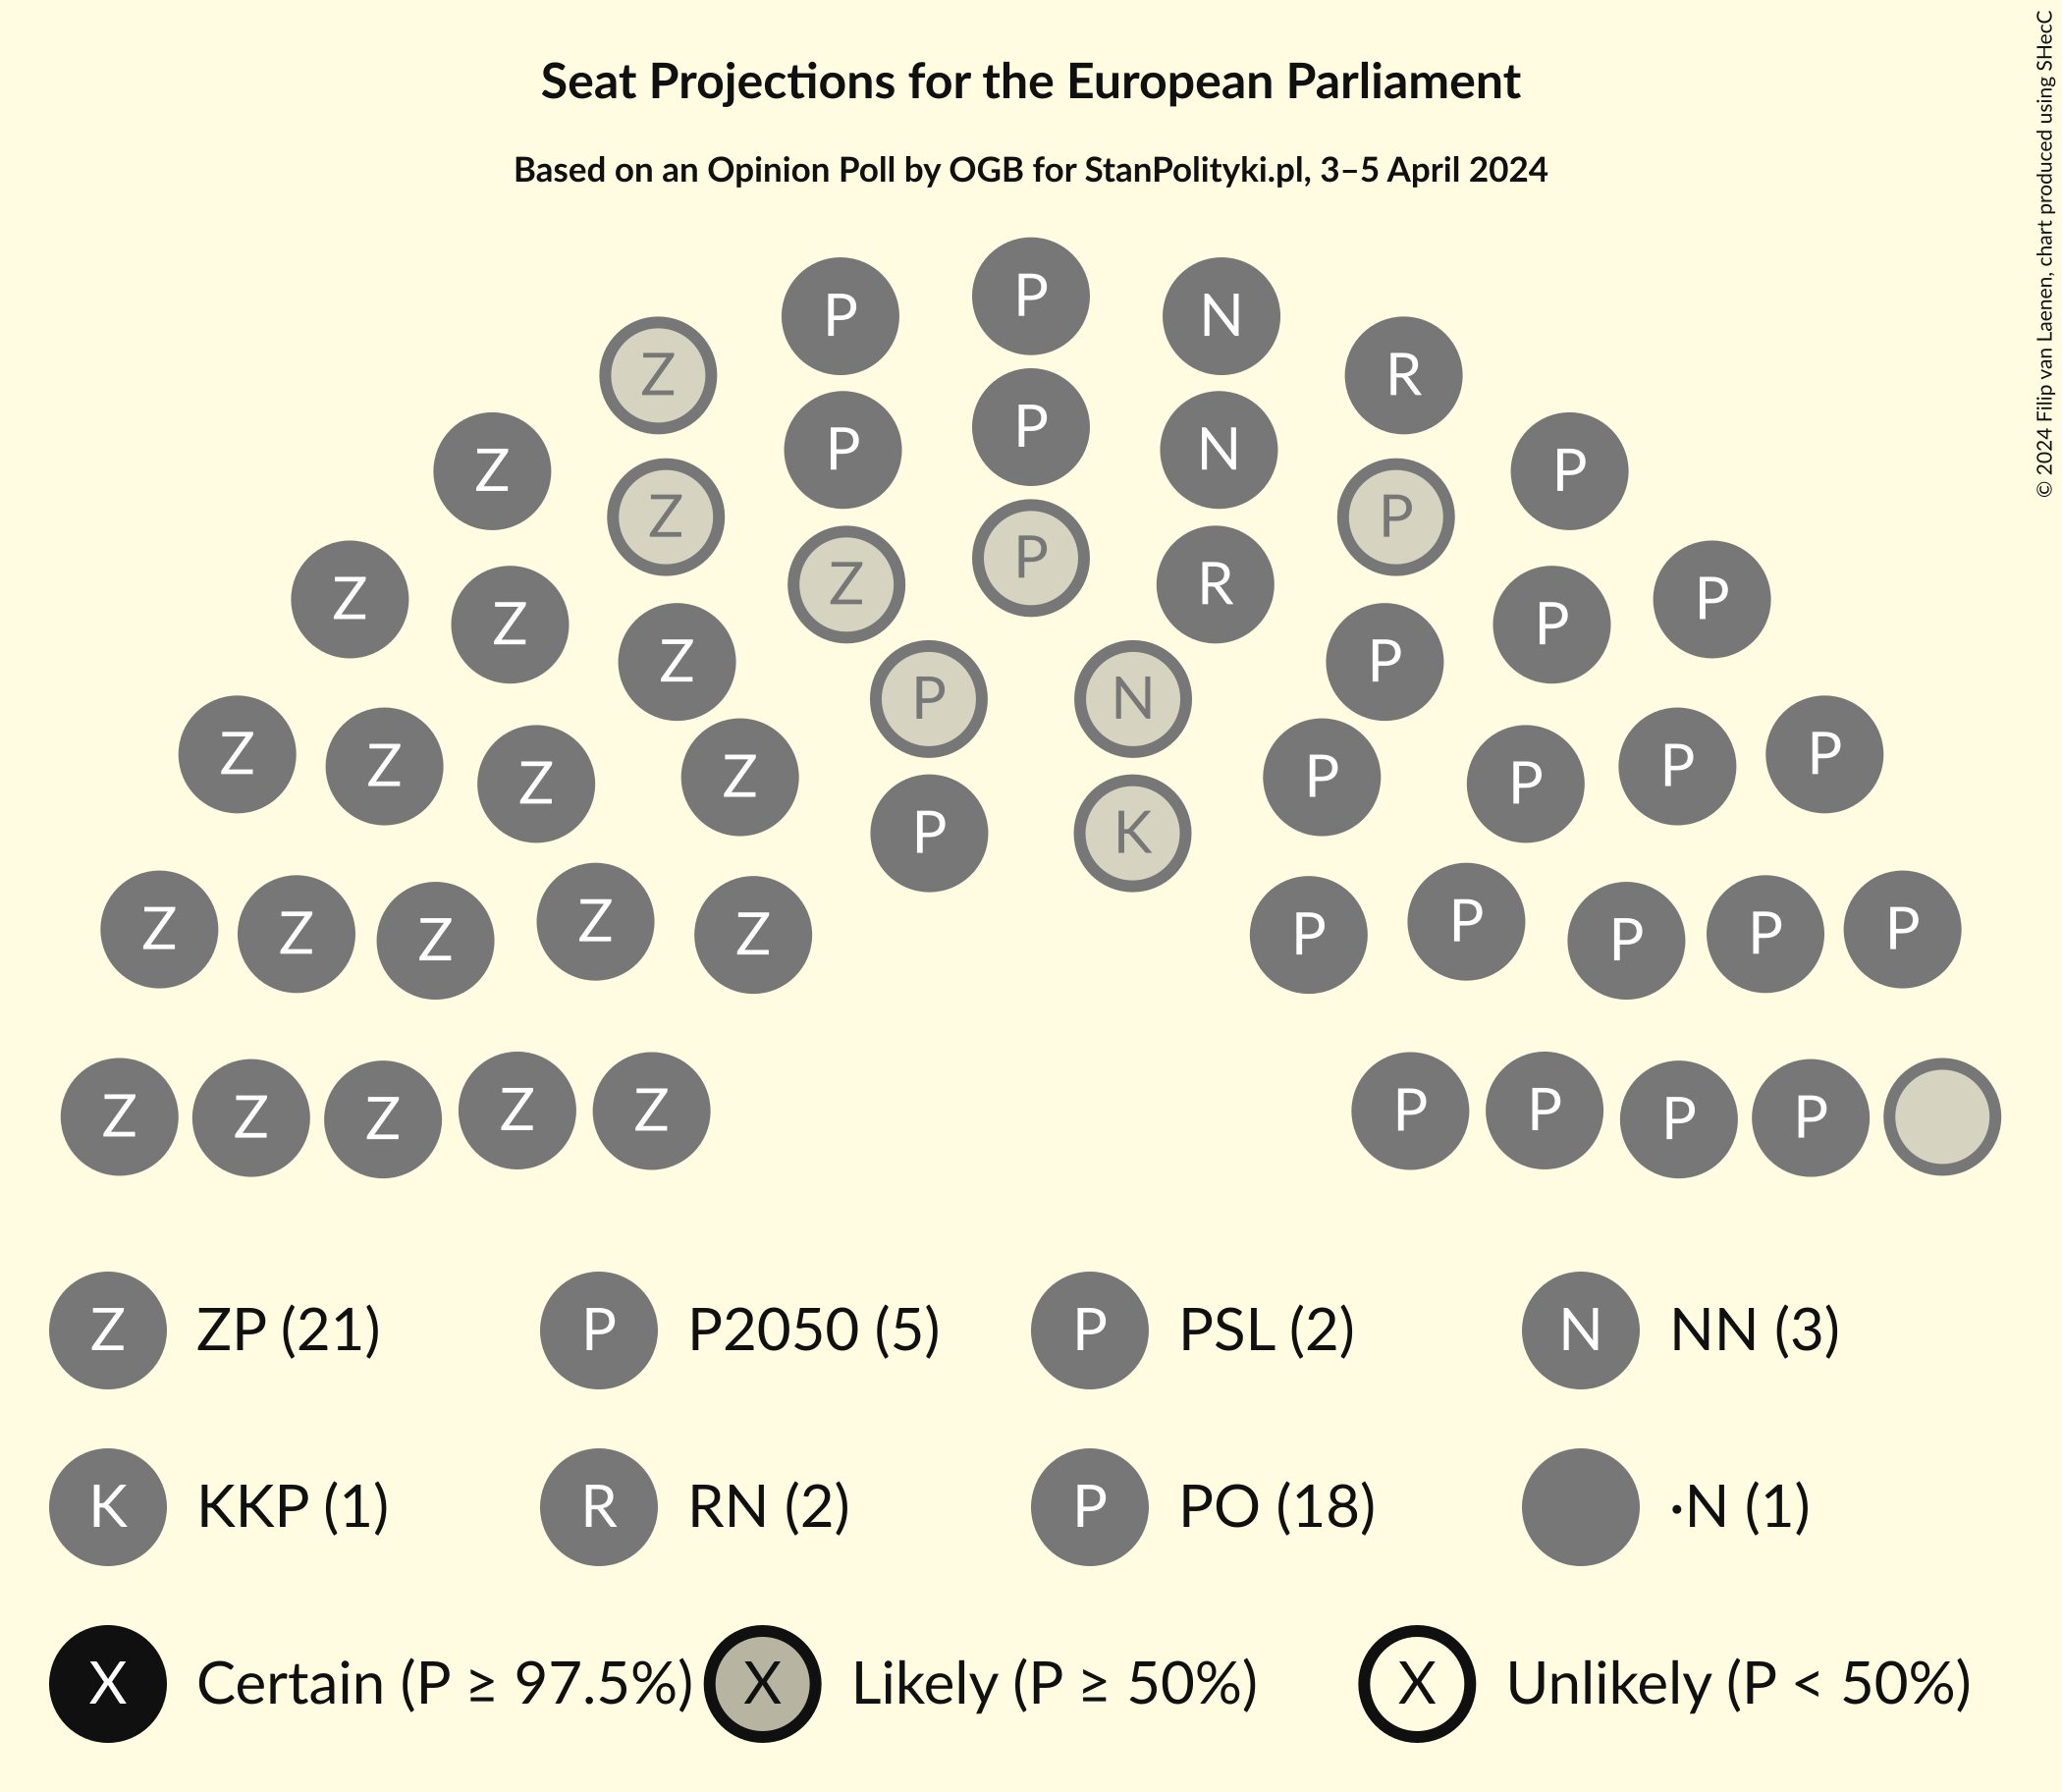 Seat Projections for the European Parliament
Based on an Opinion Poll by OGB for StanPolityki.pl, 3–5 April 2024
© 2024 Filip van Laenen, chart produced using SHecC
P
P N
P
Z R
P
P N
Z P
Z P
P
Z P
Z R
Z P
Z P
Z P
P N
Z P
Z P
Z P
Z P
P K
Z P
Z P
Z P
Z P
Z P
Z Z P P
Z Z Z P P P
Z ZP (21) P P2050 (5) P PSL (2) N NN (3)
K KKP (1) R RN (2) P PO (18) ·N (1)
X Certain (P ≥ 97.5%) X Likely (P ≥ 50%) X Unlikely (P < 50%)